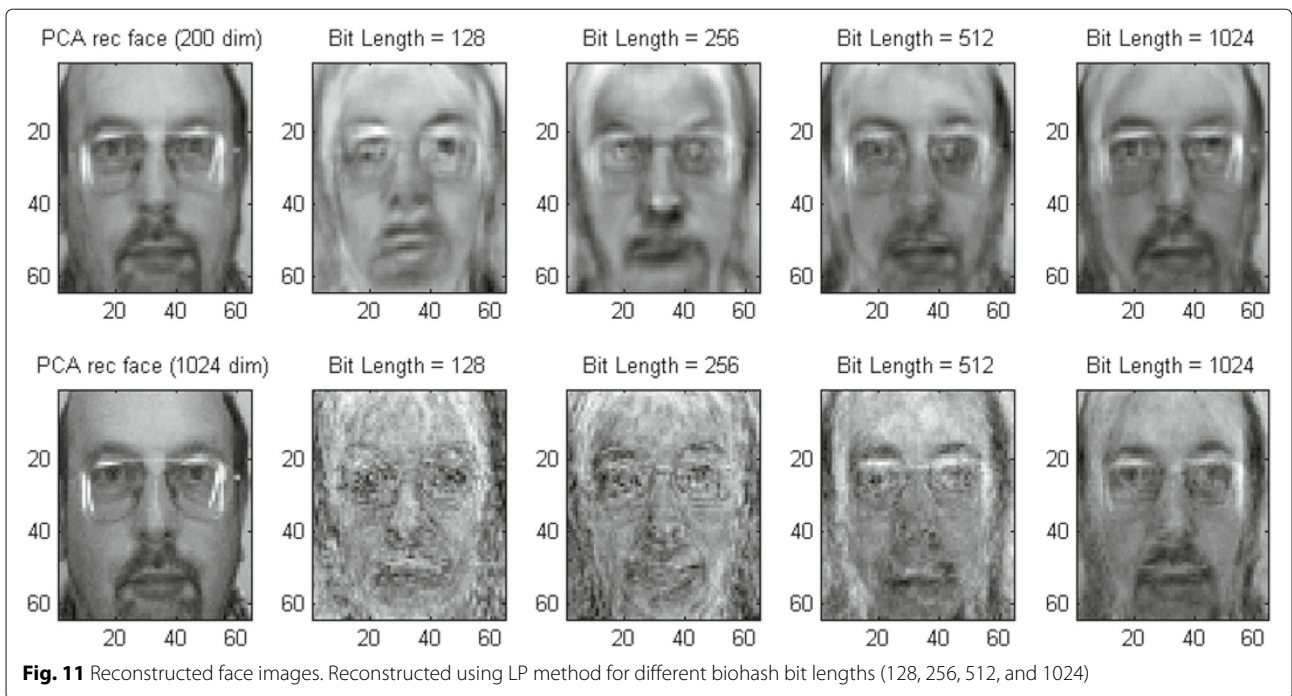 PCA rec face (200 dim) Bit Length = 128 Bit Length = 256 Bit Length = 512 Bit Length = 1024
20 20 20 20 20
40 40 40 40 40
60 60 60 60 60
20 40 60 20 40 60 20 40 60 20 40 60 20 40 60
PCA rec face (1024 dim) Bit Length = 128 Bit Length = 256 Bit Length = 512 Bit Length = 1024
20 20 20 20 20
40 40 40 40 40
60 60 60 60 60
20 40 60 20 40 60 20 40 60 20 40 60 20 40 60
Fig. 11 Reconstructed face images. Reconstructed using LP method for different biohash bit lengths (128, 256, 512, and 1024)